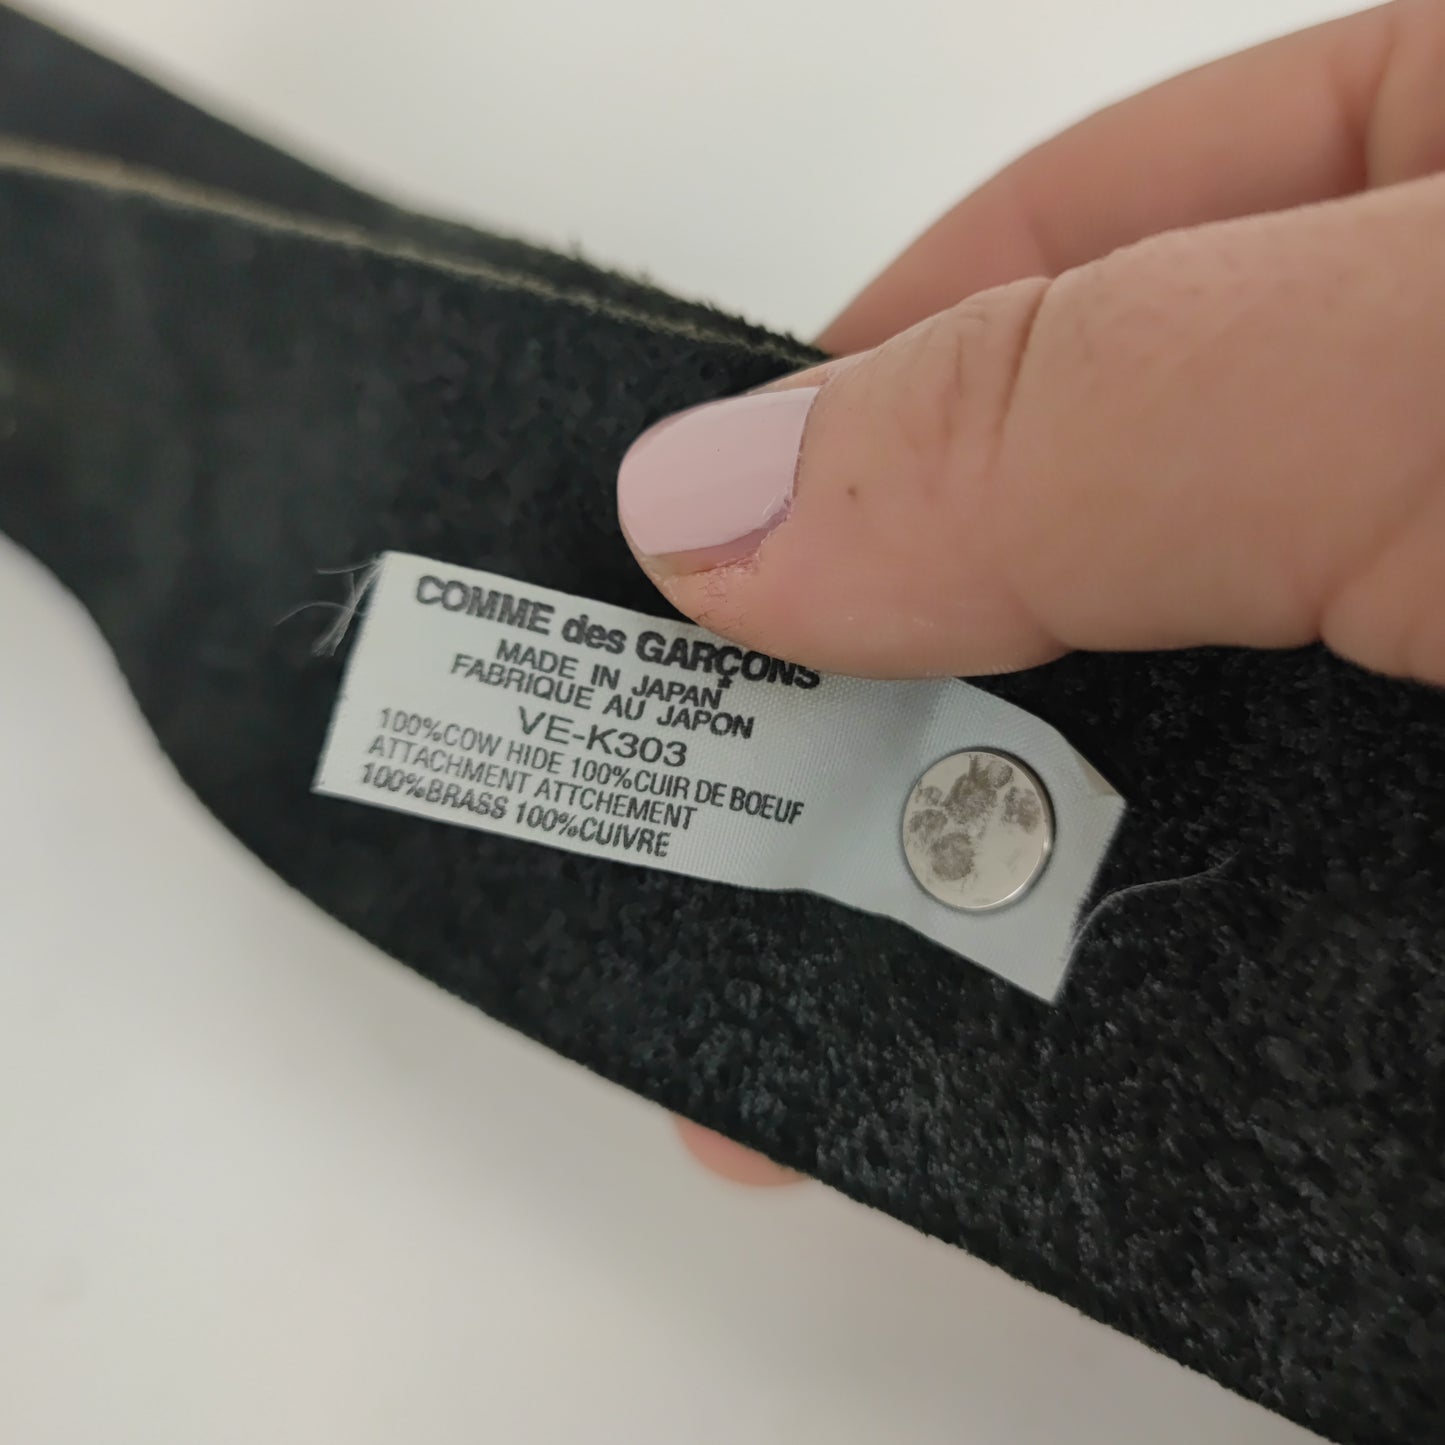 COMME des GARÇONS
MADE IN JAPAN
FABRIQUE AU JAPON
VE-K303
100%COW HIDE 100%CUIR DE BOEUF
ATTACHMENT ATTCHEMENT
100%BRASS 100%CUIVRE